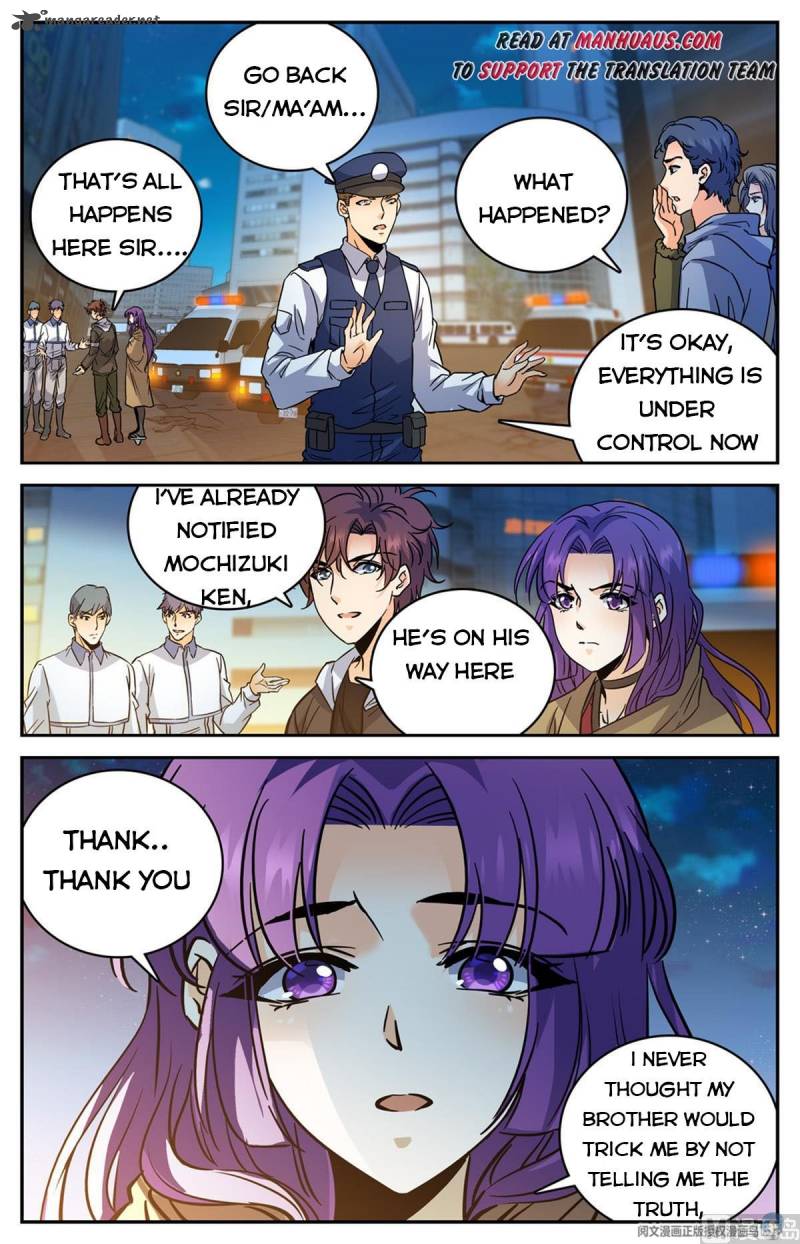 mangareader.net
READ AT MANHUAUS.COM
TO SUPPORT THE TRANSLATION TEAM
GO BACK
SIR/MA'AM...
THAT'S ALL
HAPPENS
HERE SIR....
WHAT
HAPPENED?
IT'S OKAY,
EVERYTHING IS
UNDER
CONTROL NOW
I'VE ALREADY
NOTIFIED
MOCHIZUKI
KEN,
HE'S ON HIS
WAY HERE
THANK..
THANK YOU
I NEVER
THOUGHT MY
BROTHER WOULD
TRICK ME BY NOT
TELLING ME THE
TRUTH,